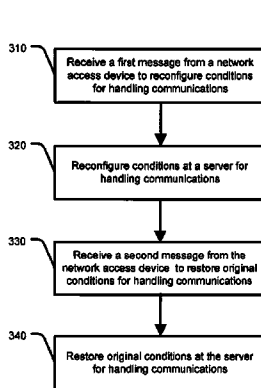 310
Receive a first message from a network
access device to reconfigure conditions
for handling communications
320
Reconfigure conditions at a server for
handling communications
330
Receive a second message from the
network access device to restore original
conditions for handling communications
340
Restore original conditions at the server
for handling communications